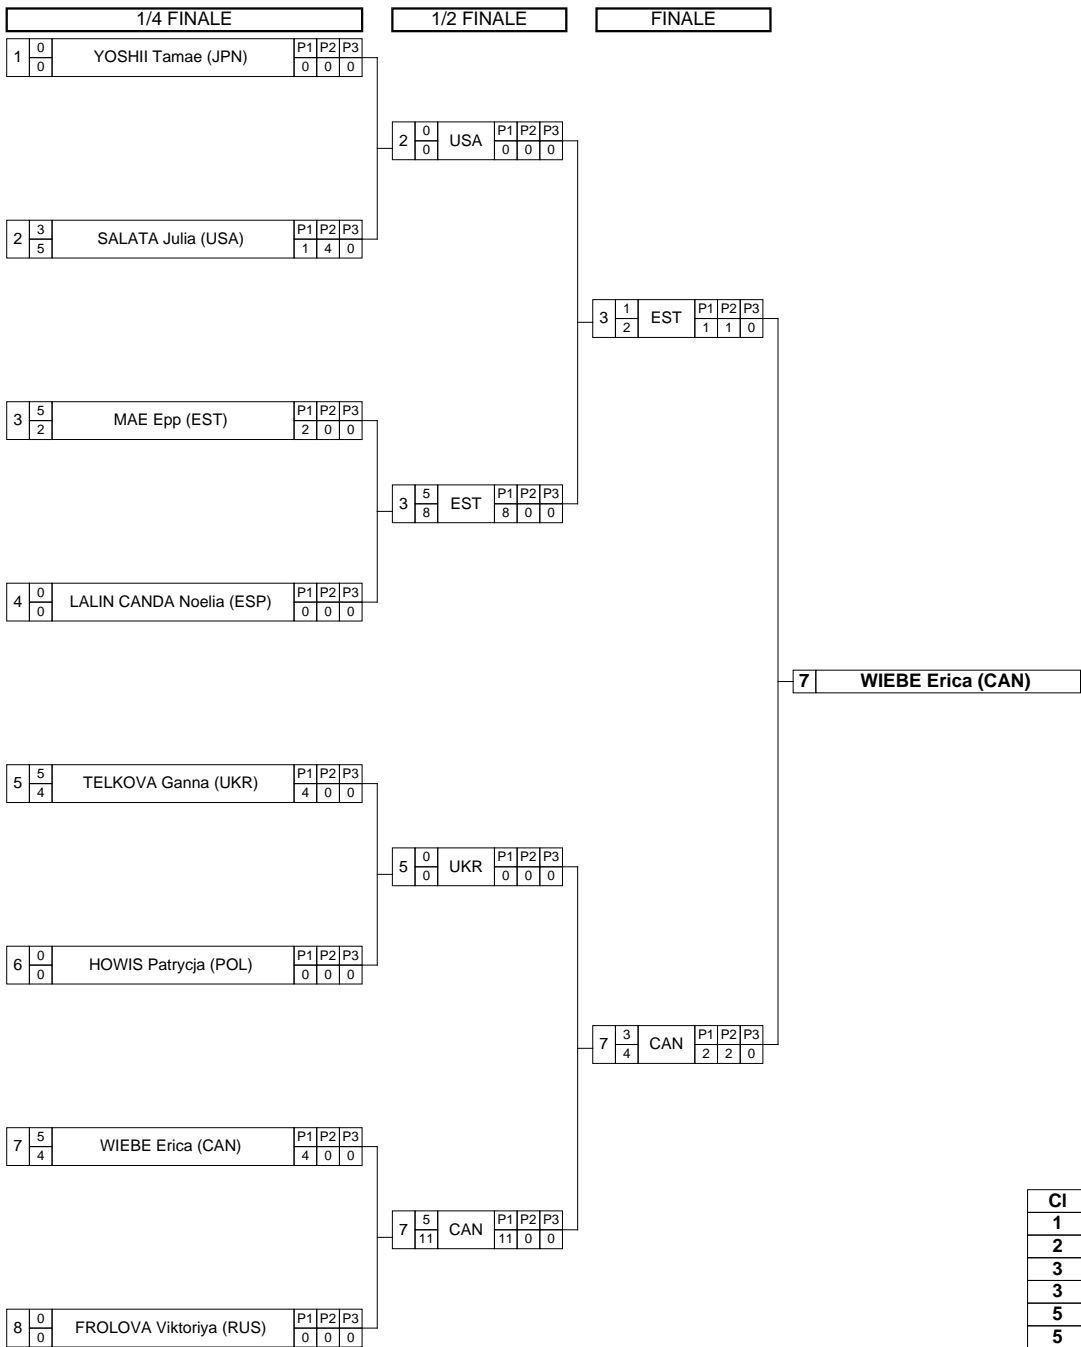 1/4 FINALE 1/2 FINALE FINALE
1 0 YOSHII Tamae (JPN) P1 P2 P3
0 0 0 0
2 0 USA P1 P2 P3
0 0 0 0
2 3 SALATA Julia (USA) P1 P2 P3
5 1 4 0
3 1 EST P1 P2 P3
2 1 1 0
3 5 MAE Epp (EST) P1 P2 P3
2 2 0 0
3 5 EST P1 P2 P3
8 8 0 0
4 0 LALIN CANDA Noelia (ESP) P1 P2 P3
0 0 0 0
7 WIEBE Erica (CAN)
5 5 TELKOVA Ganna (UKR) P1 P2 P3
4 4 0 0
5 0 UKR P1 P2 P3
0 0 0 0
6 0 HOWIS Patrycja (POL) P1 P2 P3
0 0 0 0
7 3 CAN P1 P2 P3
4 2 2 0
7 5 WIEBE Erica (CAN) P1 P2 P3
4 4 0 0
7 5 CAN P1 P2 P3
11 11 0 0
8 0 FROLOVA Viktoriya (RUS) P1 P2 P3
0 0 0 0
Cl
1
2
3
3
5
5